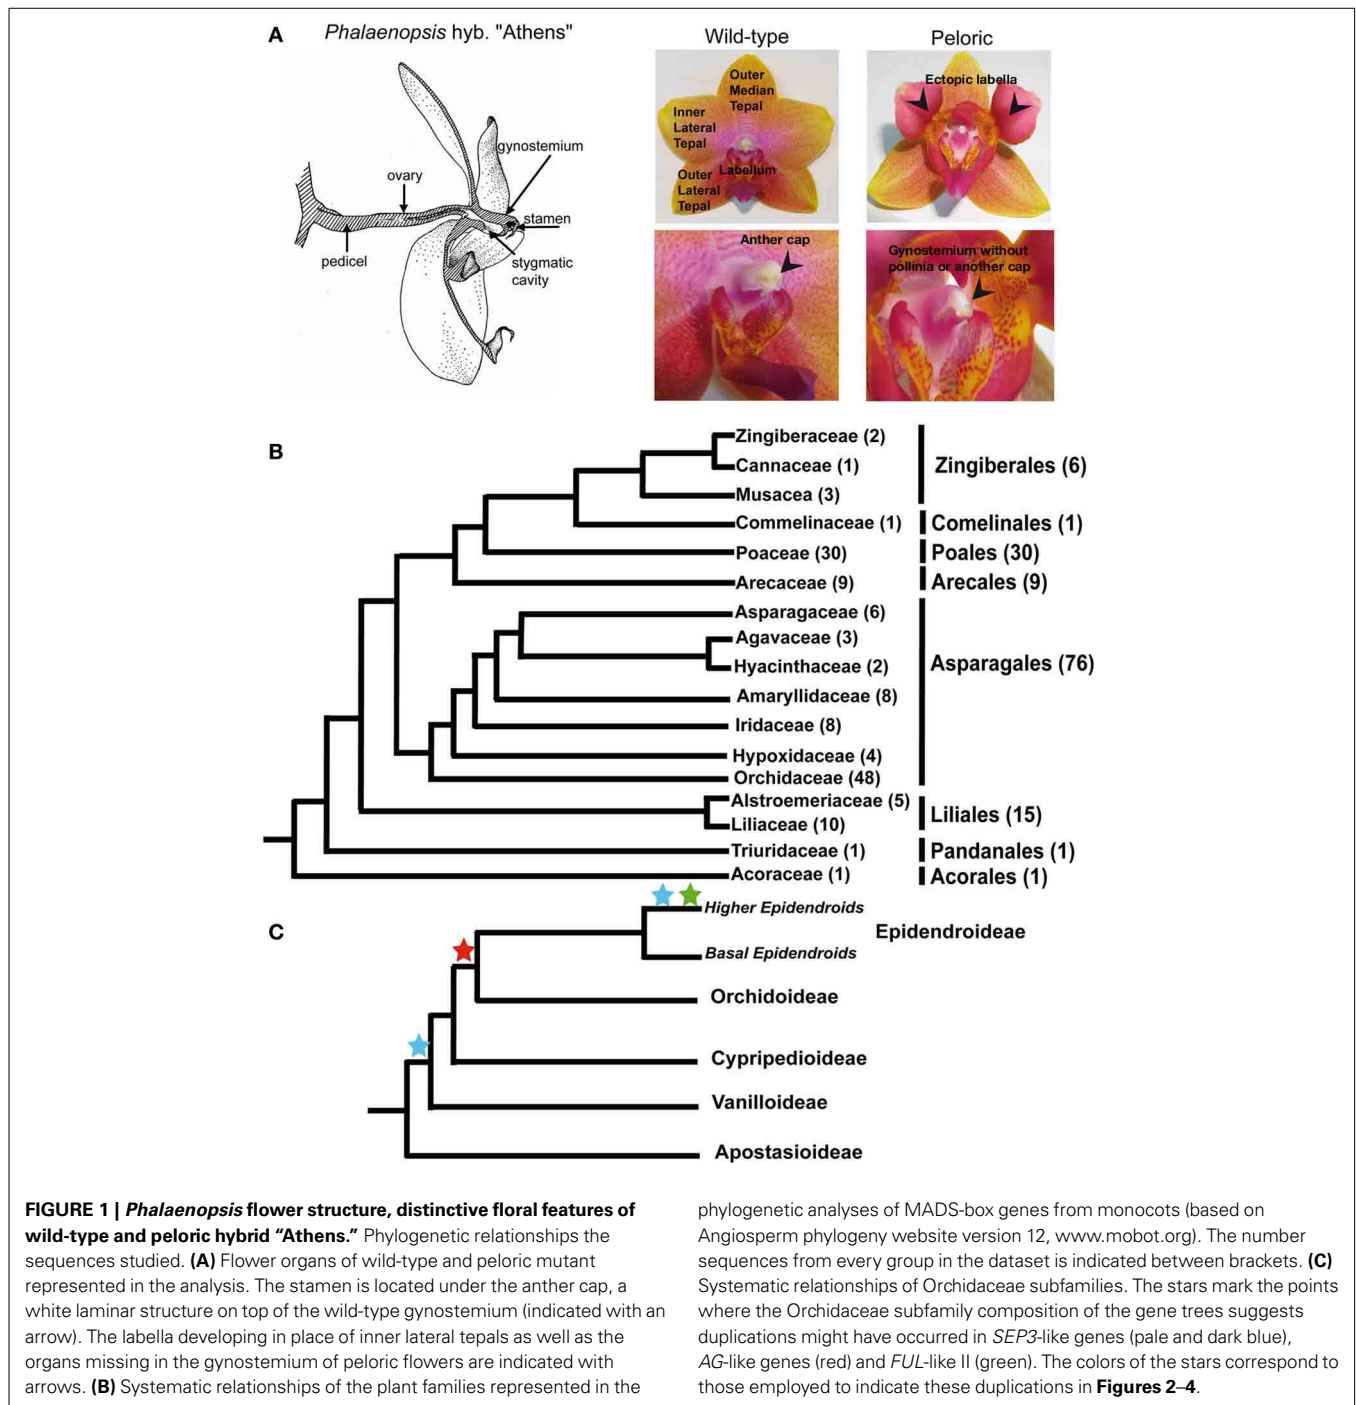 A
Phalaenopsis hyb. "Athens"
Wild-type
Peloric
gynostemium
ovary
stamen
pedicel
stygmatic
cavity
Outer
Median
Tepal
Inner
Lateral
Tepal
Outer
Lateral
Tepal
Labellum
Ectopic labella
Anther cap
Gynostemium without
pollinia or another cap
B
Zingiberaceae (2)
Cannaceae (1)
Musacea (3)
Commelinaceae (1)
Poaceae (30)
Arecaceae (9)
Asparagaceae (6)
Agavaceae (3)
Hyacinthaceae (2)
Amaryllidaceae (8)
Iridaceae (8)
Hypoxidaceae (4)
Orchidaceae (48)
Alstroemeriaceae (5)
Liliaceae (10)
Triuridaceae (1)
Acoraceae (1)
Zingiberales (6)
Comelinales (1)
Poales (30)
Arecales (9)
Asparagales (76)
Liliales (15)
Pandanales (1)
Acorales (1)
C
Higher Epidendroids
Basal Epidendroids
Epidendroideae
Orchidoideae
Cypripedioideae
Vanilloideae
Apostasioideae
FIGURE 1 | Phalaenopsis flower structure, distinctive floral features of
wild-type and peloric hybrid “Athens.” Phylogenetic relationships the
sequences studied. (A) Flower organs of wild-type and peloric mutant
represented in the analysis. The stamen is located under the anther cap, a
white laminar structure on top of the wild-type gynostemium (indicated with an
arrow). The labella developing in place of inner lateral tepals as well as the
organs missing in the gynostemium of peloric flowers are indicated with
arrows. (B) Systematic relationships of the plant families represented in the
phylogenetic analyses of MADS-box genes from monocots (based on
Angiosperm phylogeny website version 12, www.mobot.org). The number
sequences from every group in the dataset is indicated between brackets. (C)
Systematic relationships of Orchidaceae subfamilies. The stars mark the points
where the Orchidaceae subfamily composition of the gene trees suggests
duplications might have occurred in SEP3-like genes (pale and dark blue),
AG-like genes (red) and FUL-like II (green). The colors of the stars correspond to
those employed to indicate these duplications in Figures 2–4.